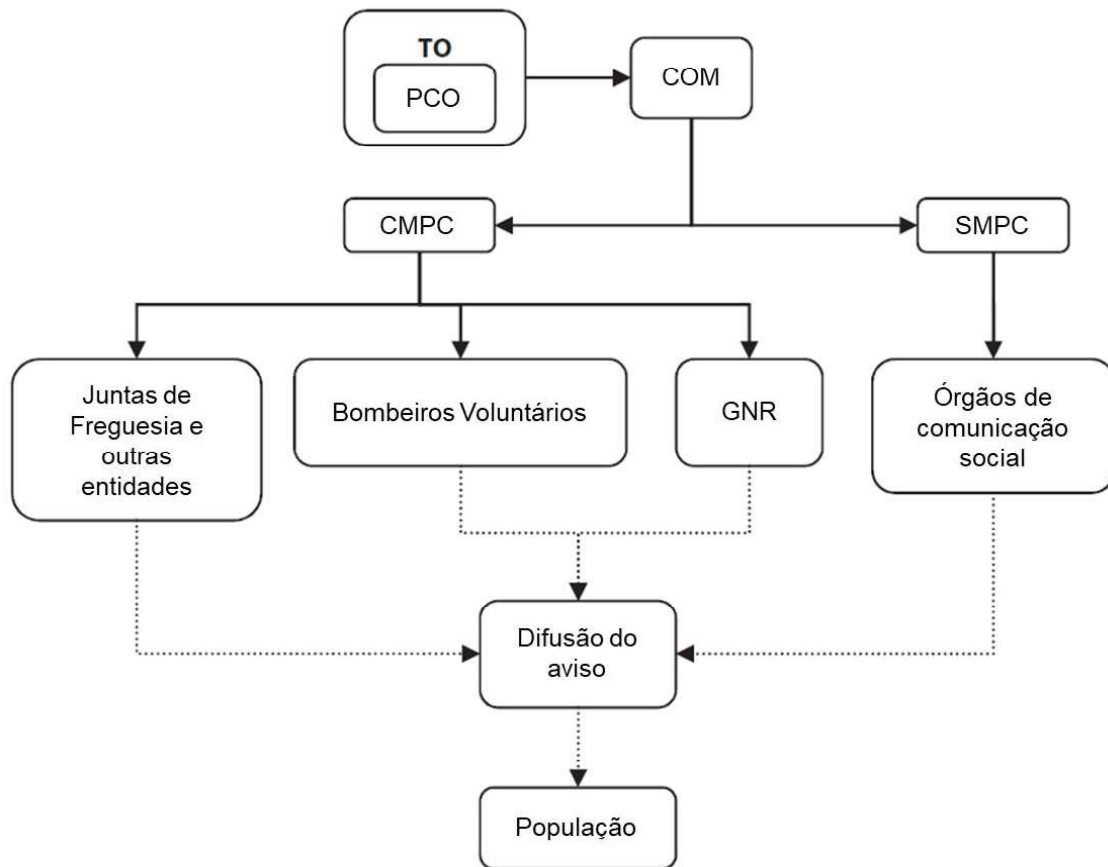 TO
PCO
COM
CMPC
SMPC
Juntas de
Freguesia e
outras
entidades
Bombeiros Voluntários
GNR
Órgãos de
comunicação
social
Difusão do
aviso
População